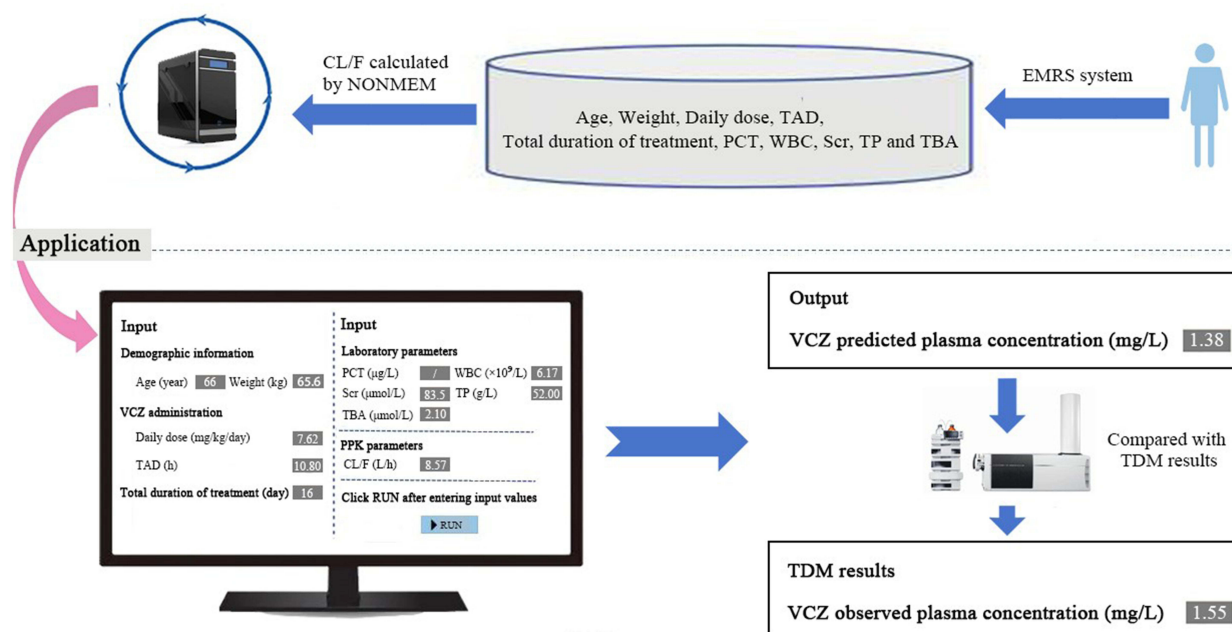 CL/F calculated
by NONMEM
EMRS system
Age, Weight, Daily dose, TAD,
Total duration of treatment, PCT, WBC, Scr, TP and TBA
Application
Input
Demographic information
Age (year) 66 Weight (kg) 65.6
VCZ administration
Daily dose (mg/kg/day) 7.62
TAD (h) 10.80
Total duration of treatment (day) 16
Input
Laboratory parameters
PCT (μg/L) / WBC (×10⁹/L) 6.17
Scr (μmol/L) 83.5 TP (g/L) 52.00
TBA (μmol/L) 2.10
PPK parameters
CL/F (L/h) 8.57
Click RUN after entering input values
RUN
Output
VCZ predicted plasma concentration (mg/L) 1.38
Compared with
TDM results
TDM results
VCZ observed plasma concentration (mg/L) 1.55